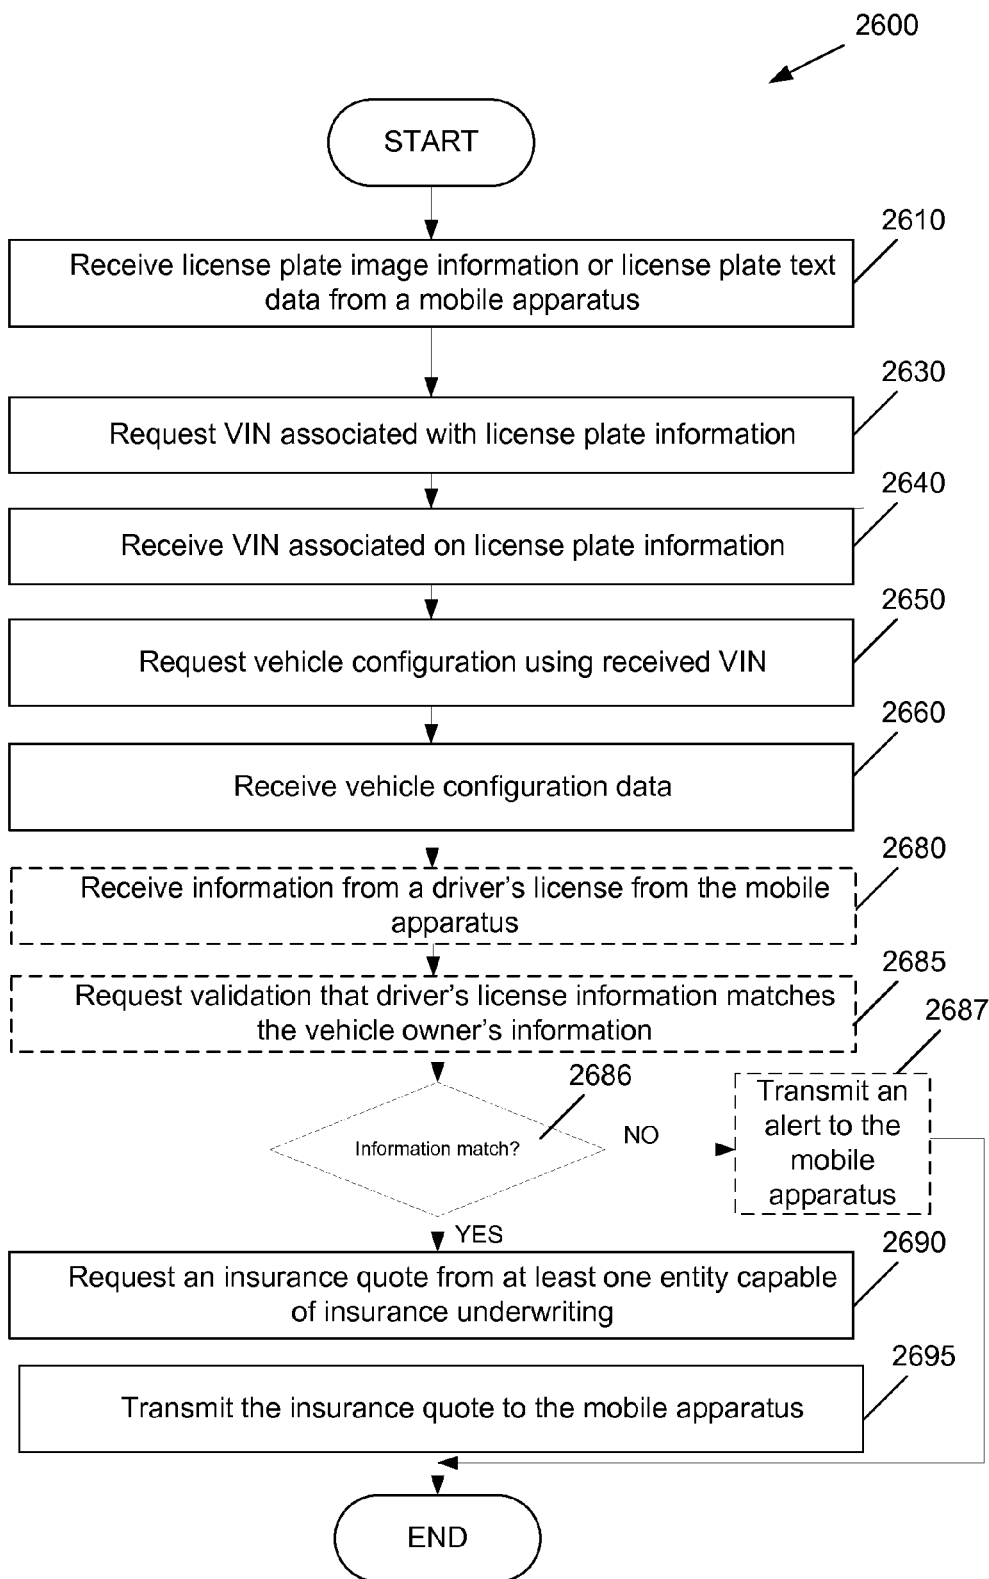 2600
START
2610
Receive license plate image information or license plate text
data from a mobile apparatus
2630
Request VIN associated with license plate information
2640
Receive VIN associated on license plate information
2650
Request vehicle configuration using received VIN
2660
Receive vehicle configuration data
2680
Receive information from a driver's license from the mobile
apparatus
2685
Request validation that driver's license information matches
the vehicle owner's information
2687
2686
Information match?
NO
Transmit an
alert to the
mobile
apparatus
YES
2690
Request an insurance quote from at least one entity capable
of insurance underwriting
2695
Transmit the insurance quote to the mobile apparatus
END